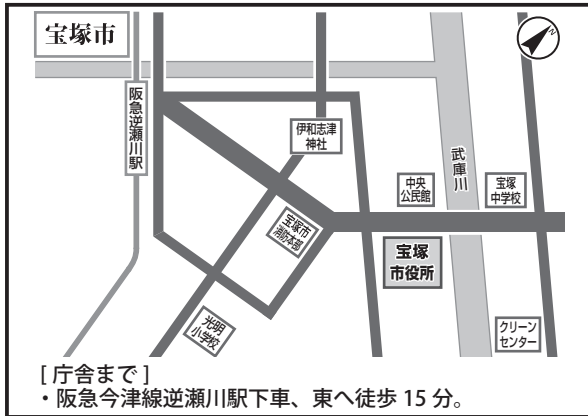 宝塚市
N
阪急逆瀬川駅
伊和志津
神社
武庫川
中央
公民館
宝塚
中学校
宝塚市
消防本部
宝塚
市役所
光明
小学校
クリーン
センター
[ 庁舎まで ]
・阪急今津線逆瀬川駅下車、東へ徒歩 15 分。